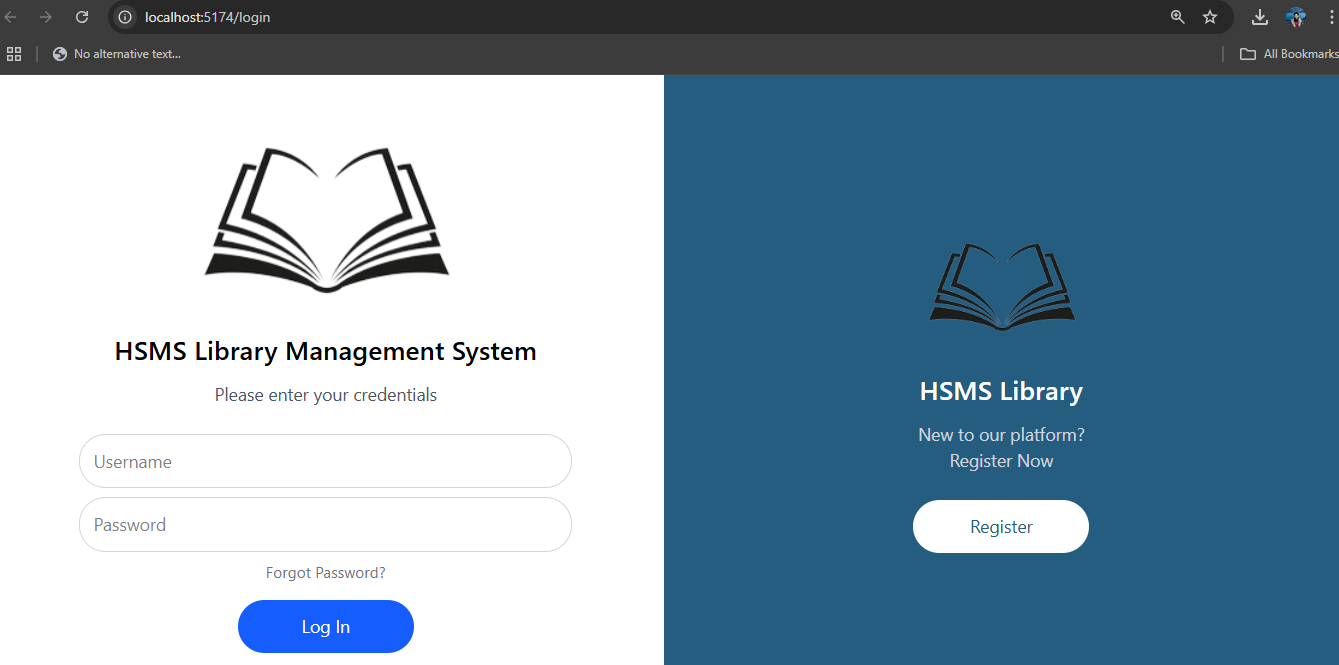 localhost:5174/login
No alternative text...
All Bookmarks
HSMS Library Management System
Please enter your credentials
Username
Password
Forgot Password?
Log In
HSMS Library
New to our platform?
Register Now
Register